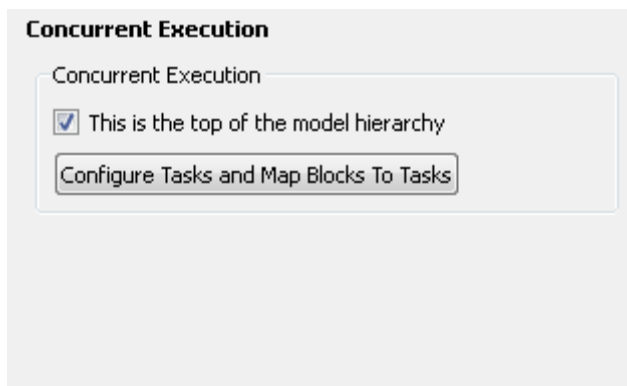 Concurrent Execution
Concurrent Execution
This is the top of the model hierarchy
Configure Tasks and Map Blocks To Tasks